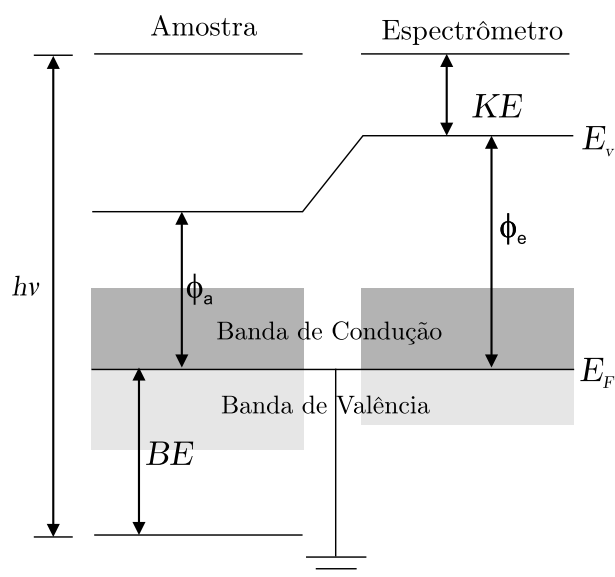 Amostra
Espectrômetro
KE
E_v
ϕ_e
hν
ϕ_a
Banda de Condução
E_F
Banda de Valência
BE